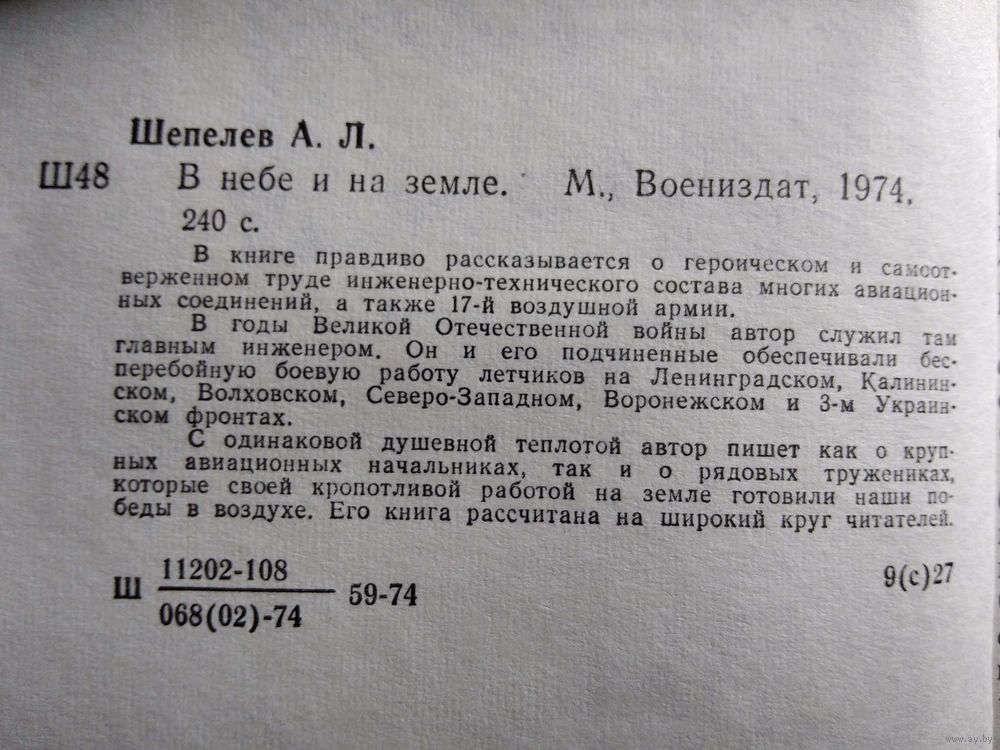 Шепелев А. Л.
Ш48 В небе и на земле. М., Воениздат, 1974.
240 с.
В книге правдиво рассказывается о героическом и самоот-
верженном труде инженерно-технического состава многих авиацион-
ных соединений, а также 17-й воздушной армии.
В годы Великой Отечественной войны автор служил там
главным инженером. Он и его подчиненные обеспечивали бес-
перебойную боевую работу летчиков на Ленинградском, Калинин-
ском, Волховском, Северо-Западном, Воронежском и 3-м Украин-
ском фронтах.
С одинаковой душевной теплотой автор пишет как о круп-
ных авиационных начальниках, так и о рядовых тружениках,
которые своей кропотливой работой на земле готовили наши по-
беды в воздухе. Его книга рассчитана на широкий круг читателей.
11202-108
Ш 59-74 9(с)27
068(02)-74
www.ay.by